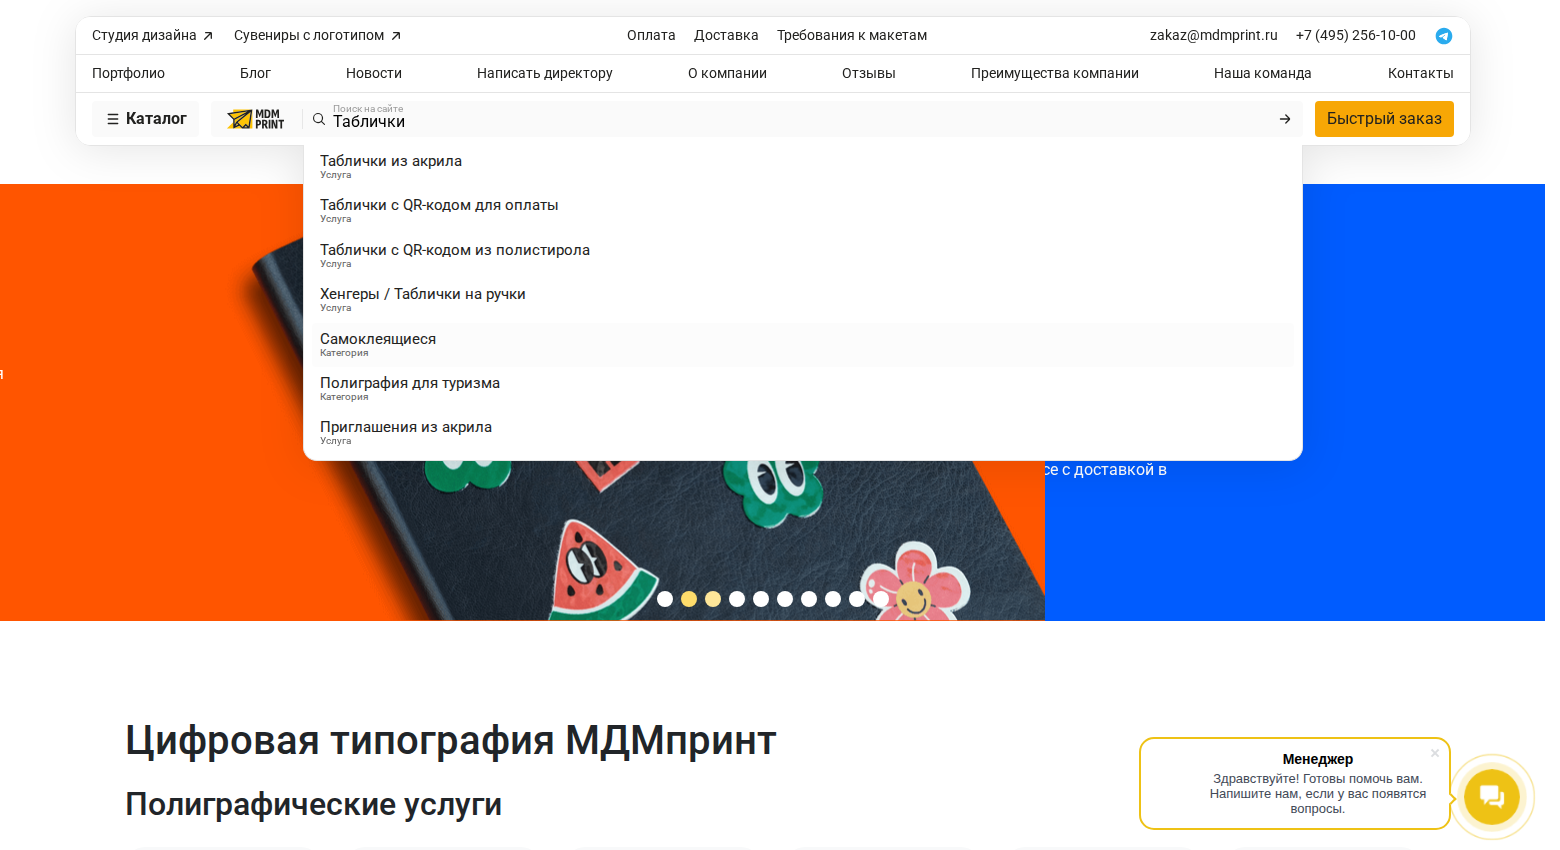 Студия дизайна
Сувениры с логотипом
Оплата
Доставка
Требования к макетам
zakaz@mdmprint.ru
+7 (495) 256-10-00
Портфолио
Блог
Новости
Написать директору
О компании
Отзывы
Преимущества компании
Наша команда
Контакты
Каталог
MDM
PRINT
Поиск на сайте
Таблички
Быстрый заказ
Таблички из акрила
Услуга
Таблички с QR-кодом для оплаты
Услуга
Таблички с QR-кодом из полистирола
Услуга
Хенгеры / Таблички на ручки
Услуга
Самоклеящиеся
Категория
Полиграфия для туризма
Категория
Приглашения из акрила
Услуга
я
се с доставкой в
Цифровая типография МДМпринт
Полиграфические услуги
Менеджер
Здравствуйте! Готовы помочь вам.
Напишите нам, если у вас появятся
вопросы.